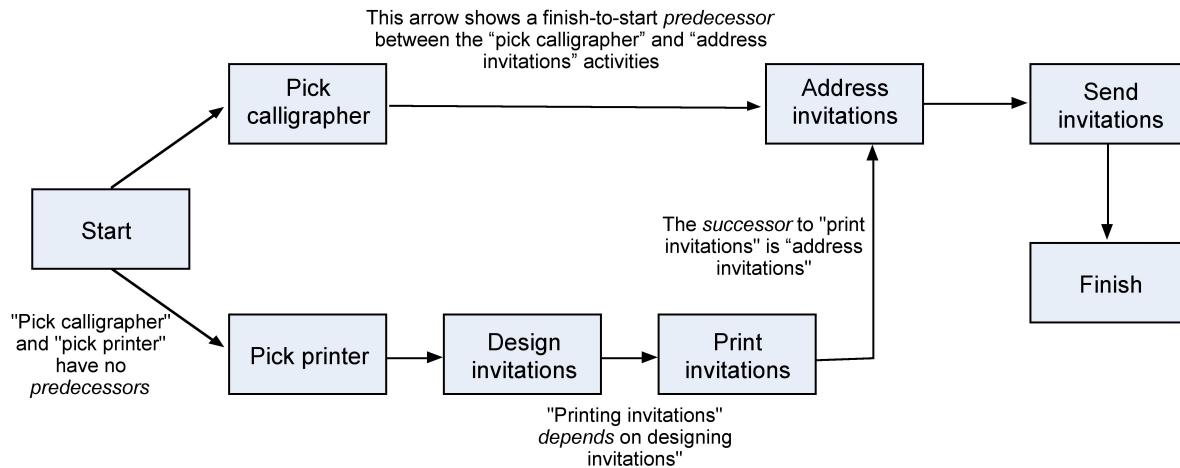 This arrow shows a finish-to-start predecessor
between the “pick calligrapher” and “address
invitations” activities
Pick
calligrapher
Address
invitations
Send
invitations
Start
The successor to "print
invitations" is “address
invitations"
Finish
"Pick calligrapher"
and "pick printer"
have no
predecessors
Pick printer
Design
invitations
Print
invitations
"Printing invitations"
depends on designing
invitations"